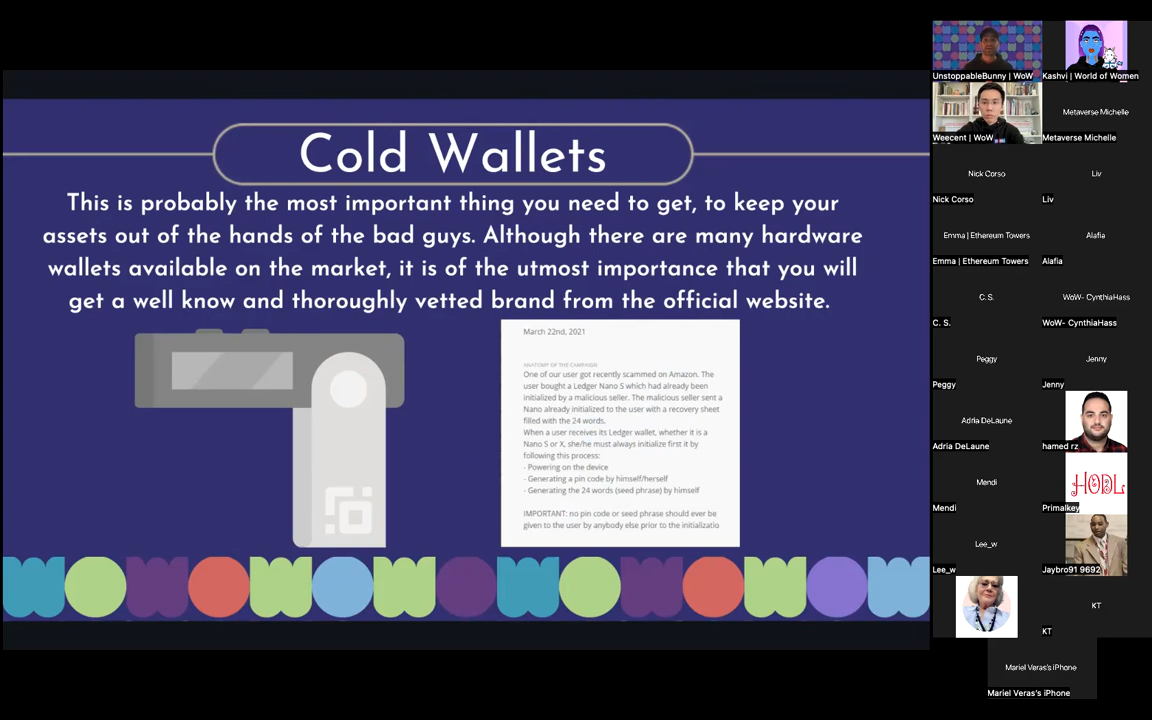 Cold Wallets
This is probably the most important thing you need to get, to keep your
assets out of the hands of the bad guys. Although there are many hardware
wallets available on the market, it is of the utmost importance that you will
get a well know and thoroughly vetted brand from the official website.
March 22nd, 2021
ANATOMY OF THE CAMPAIGN
One of our user got recently scammed on Amazon. The
user bought a Ledger Nano S which had already been
initialized by a malicious seller. The malicious seller sent a
Nano already initialized to the user with a recovery sheet
filled with the 24 words.
When a user receives its Ledger wallet, whether it is a
Nano S or X, she/he must always initialize first it by
following this process:
- Powering on the device
- Generating a pin code by himself/herself
- Generating the 24 words (seed phrase) by himself
IMPORTANT: no pin code or seed phrase should ever be
given to the user by anybody else prior to the initializatio
UnstoppableBunny | WoW
Kashvi | World of Women
Weecent | WoW
Metaverse Michelle
Metaverse Michelle
Nick Corso
Nick Corso
Liv
Liv
Emma | Ethereum Towers
Emma | Ethereum Towers
Alafia
Alafia
C. S.
C. S.
WoW- CynthiaHass
WoW- CynthiaHass
Peggy
Peggy
Jenny
Jenny
Adria DeLaune
Adria DeLaune
hamed rz
Mendi
Mendi
HODL
Primalkey
Lee_w
Lee_w
Jaybro91 9692
KT
KT
Mariel Veras's iPhone
Mariel Veras's iPhone